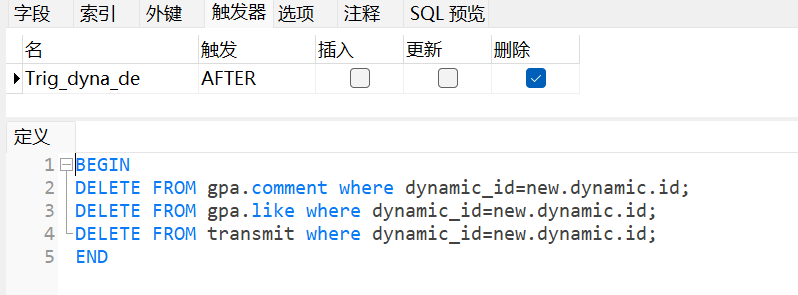 字段 索引 外键 触发器 选项 注释 SQL 预览
名 触发 插入 更新 删除
Trig_dyna_de AFTER
定义
1 BEGIN
2 DELETE FROM gpa.comment where dynamic_id=new.dynamic.id;
3 DELETE FROM gpa.like where dynamic_id=new.dynamic.id;
4 DELETE FROM transmit where dynamic_id=new.dynamic.id;
5 END